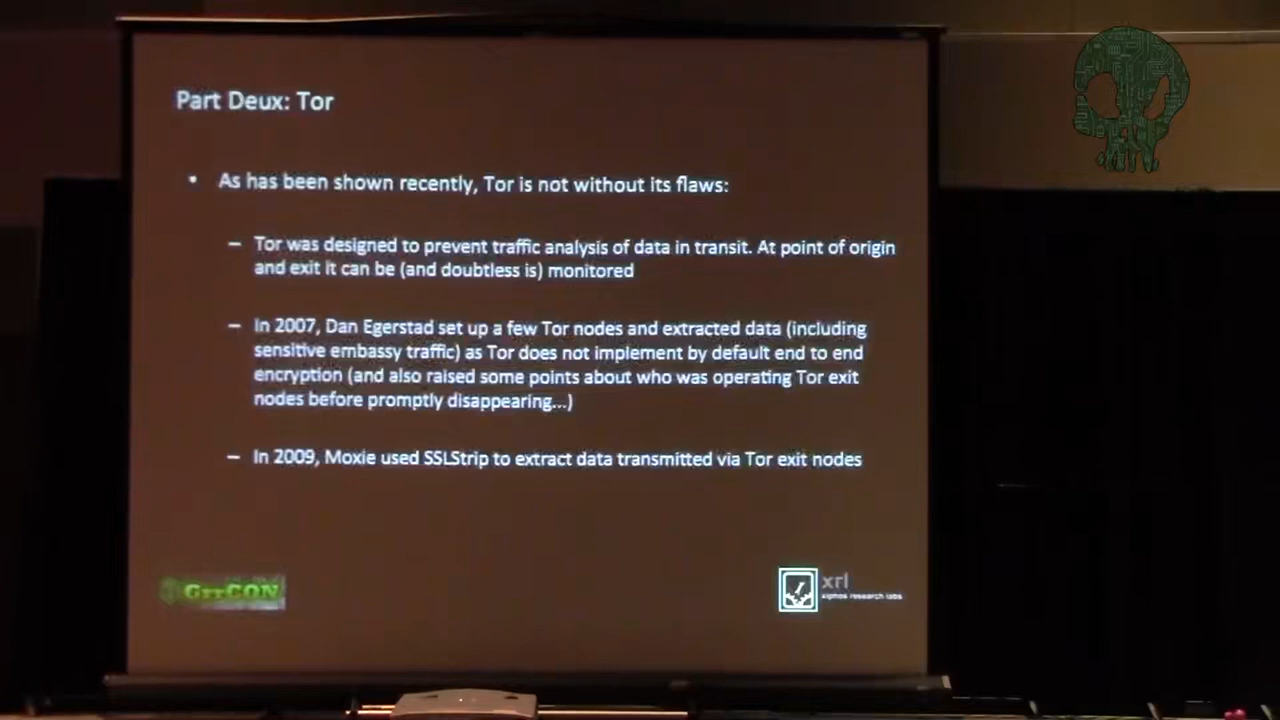 Part Deux: Tor
• As has been shown recently, Tor is not without its flaws:
– Tor was designed to prevent traffic analysis of data in transit. At point of origin
and exit it can be (and doubtless is) monitored
– In 2007, Dan Egerstad set up a few Tor nodes and extracted data (including
sensitive embassy traffic) as Tor does not implement by default end to end
encryption (and also raised some points about who was operating Tor exit
nodes before promptly disappearing...)
– In 2009, Moxie used SSLStrip to extract data transmitted via Tor exit nodes
GrrCON
xrl
xiphos research labs